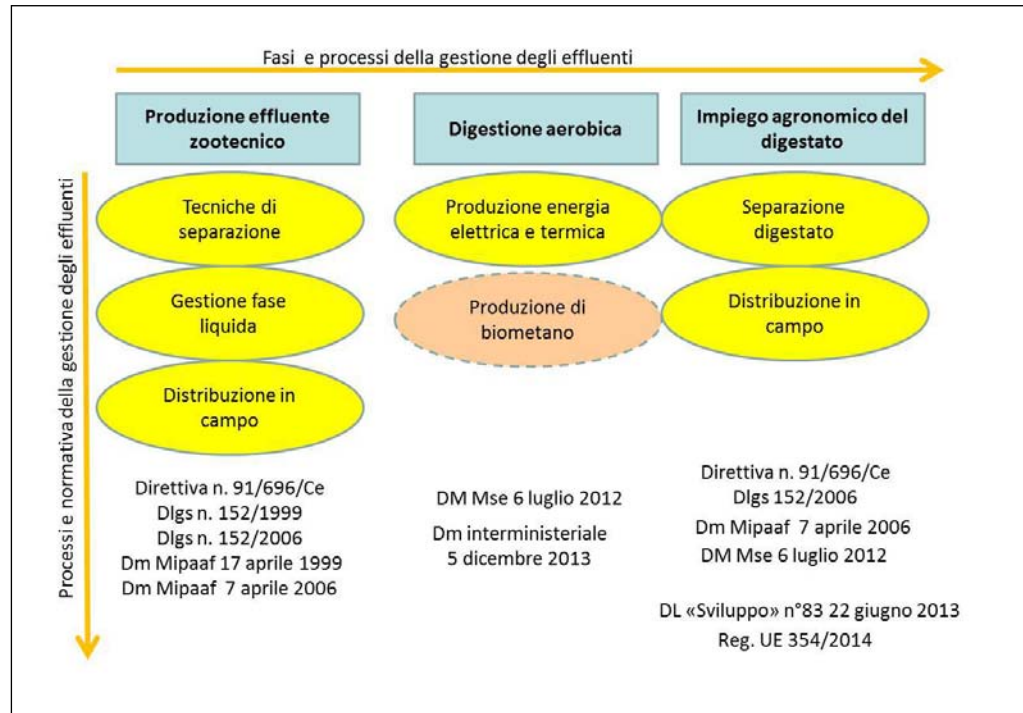 Fasi e processi della gestione degli effluenti
Processi e normativa della gestione degli effluenti
Produzione effluente
zootecnico
Tecniche di
separazione
Gestione fase
liquida
Distribuzione in
campo
Direttiva n. 91/696/Ce
Dlgs n. 152/1999
Dlgs n. 152/2006
Dm Mipaaf 17 aprile 1999
Dm Mipaaf 7 aprile 2006
Digestione aerobica
Produzione energia
elettrica e termica
Produzione di
biometano
DM Mse 6 luglio 2012
Dm interministeriale
5 dicembre 2013
Impiego agronomico del
digestato
Separazione
digestato
Distribuzione in
campo
Direttiva n. 91/696/Ce
Dlgs 152/2006
Dm Mipaaf 7 aprile 2006
DM Mse 6 luglio 2012
DL «Sviluppo» n°83 22 giugno 2013
Reg. UE 354/2014